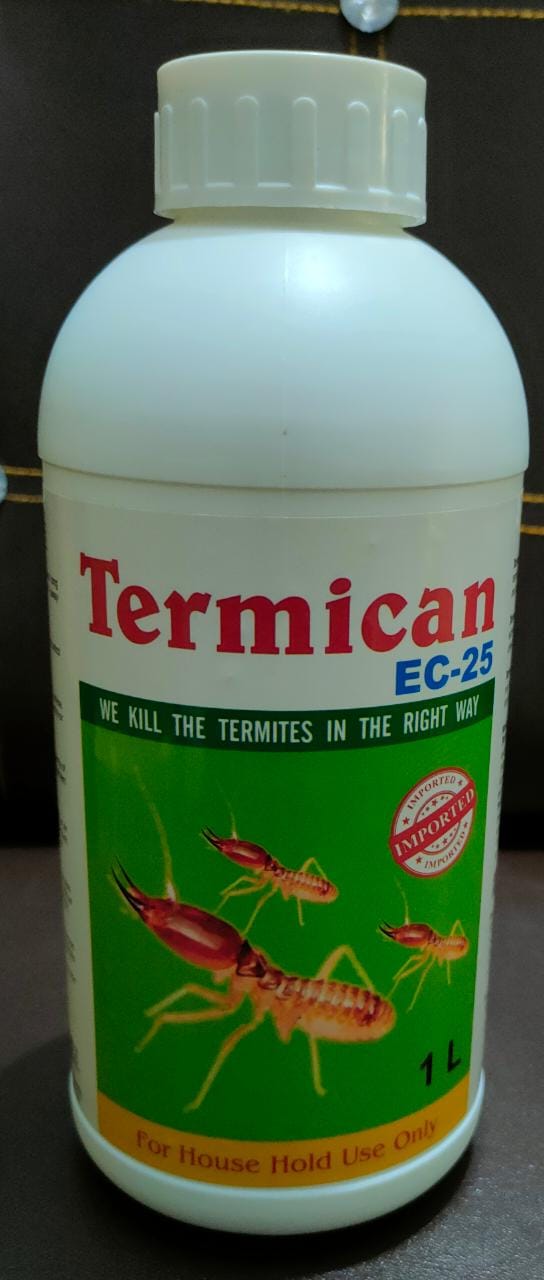 Termican
EC-25
WE KILL THE TERMITES IN THE RIGHT WAY
IMPORTED
IMPORTED
IMPORTED
1 L
For House Hold Use Only